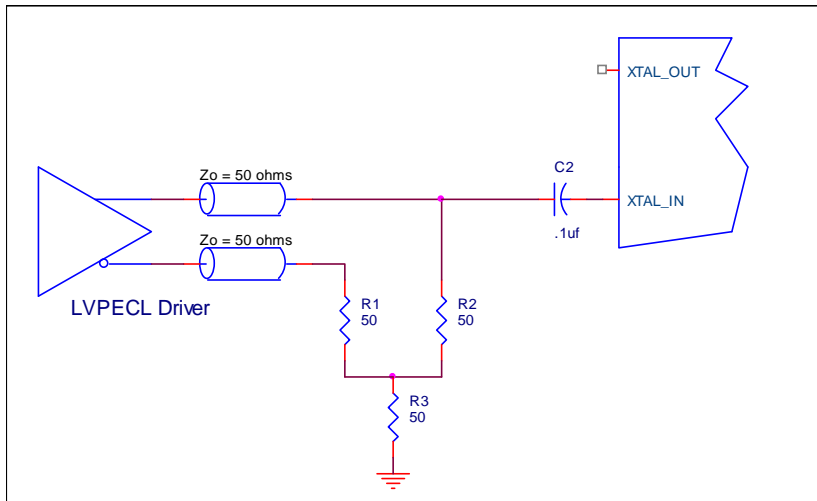 XTAL_OUT
Zo = 50 ohms
C2
XTAL_IN
.1uf
Zo = 50 ohms
LVPECL Driver
R1
50
R2
50
R3
50